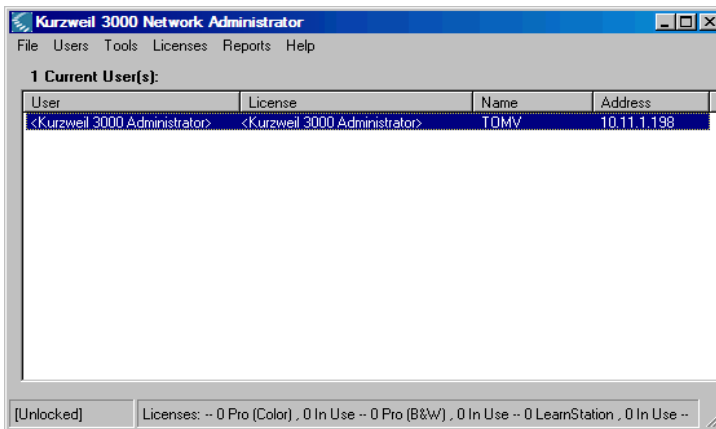 Kurzweil 3000 Network Administrator
File Users Tools Licenses Reports Help
1 Current User(s):
User License Name Address
<Kurzweil 3000 Administrator> <Kurzweil 3000 Administrator> TOMV 10.11.1.198
[Unlocked] Licenses: -- 0 Pro (Color) , 0 In Use -- 0 Pro (B&W) , 0 In Use -- 0 LearnStation , 0 In Use --